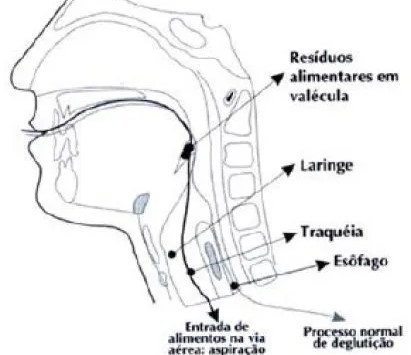 Resíduos
alimentares em
valécula
Laringe
Traquéia
Esôfago
Entrada de
alimentos na via
aérea: aspiração
Processo normal
de deglutição